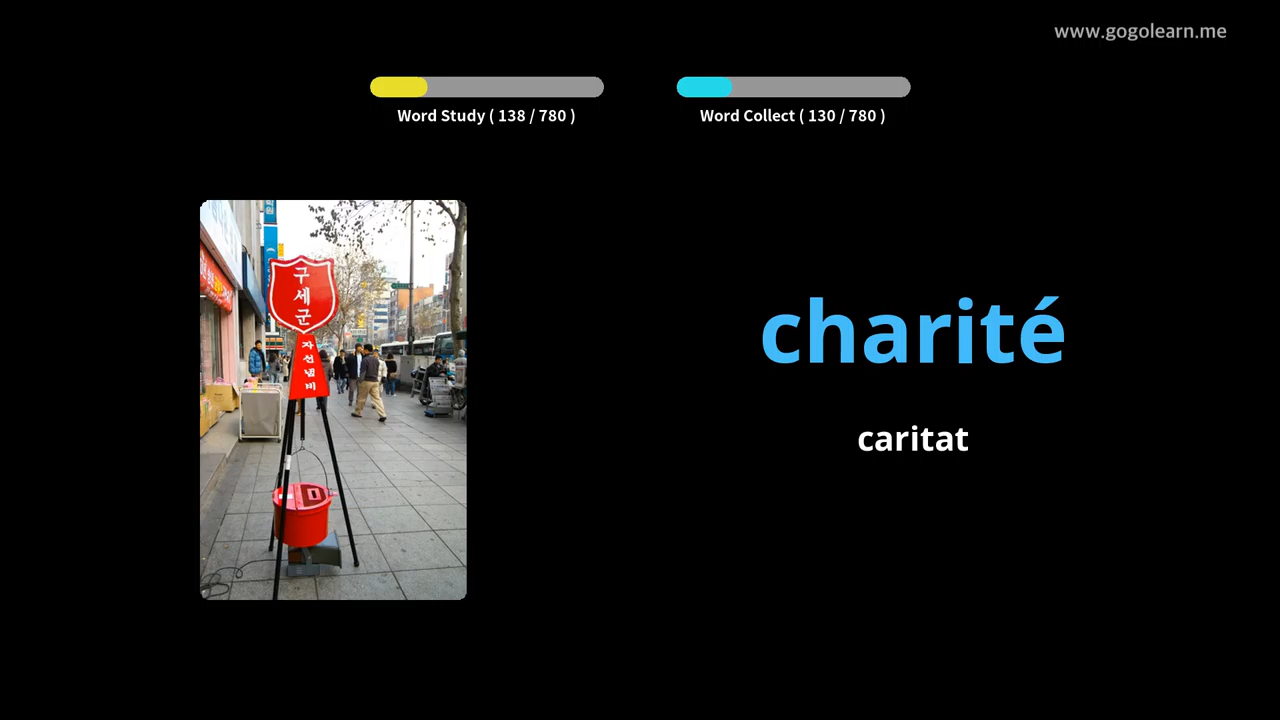 www.gogolearn.me
Word Study ( 138 / 780 )
Word Collect ( 130 / 780 )
구
세
군
자
선
냄
비
charité
caritat